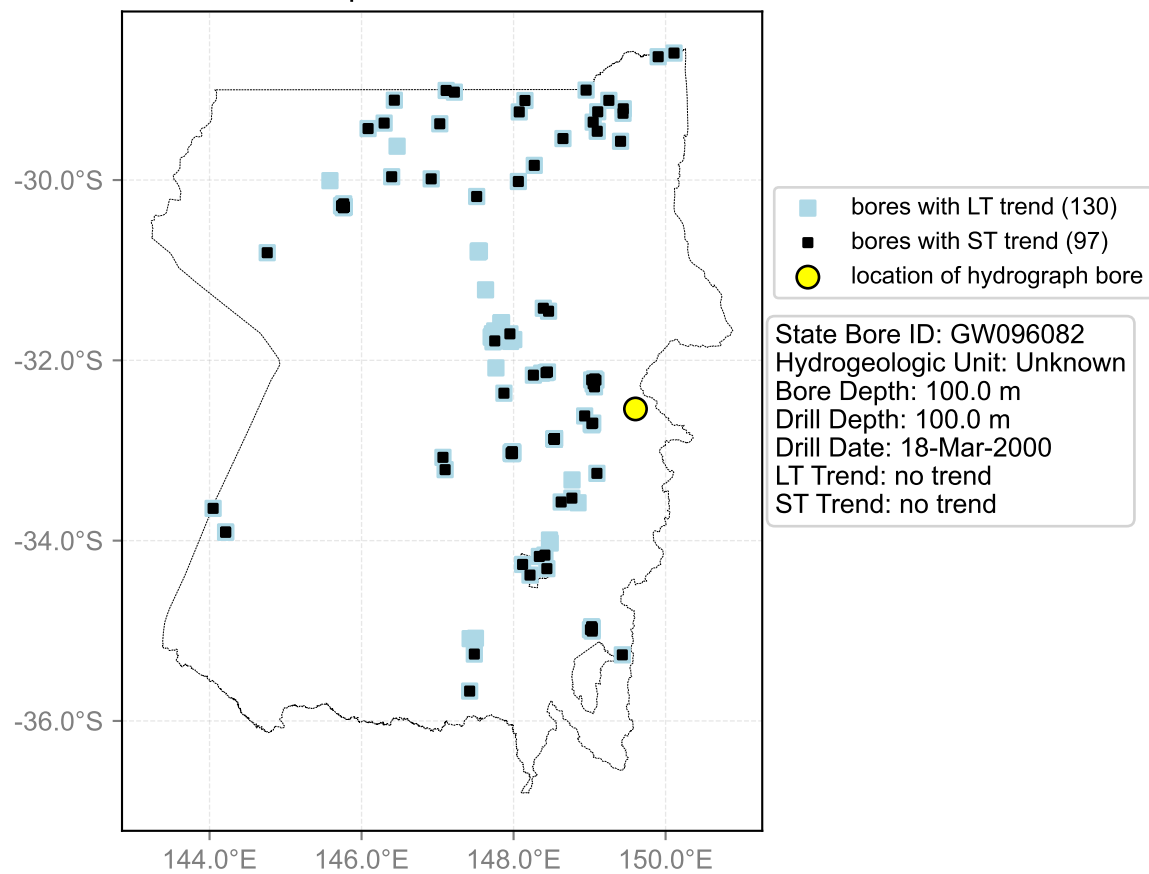 -30.0°S
-32.0°S
-34.0°S
-36.0°S
144.0°E
146.0°E
148.0°E
150.0°E
bores with LT trend (130)
bores with ST trend (97)
location of hydrograph bore
State Bore ID: GW096082
Hydrogeologic Unit: Unknown
Bore Depth: 100.0 m
Drill Depth: 100.0 m
Drill Date: 18-Mar-2000
LT Trend: no trend
ST Trend: no trend